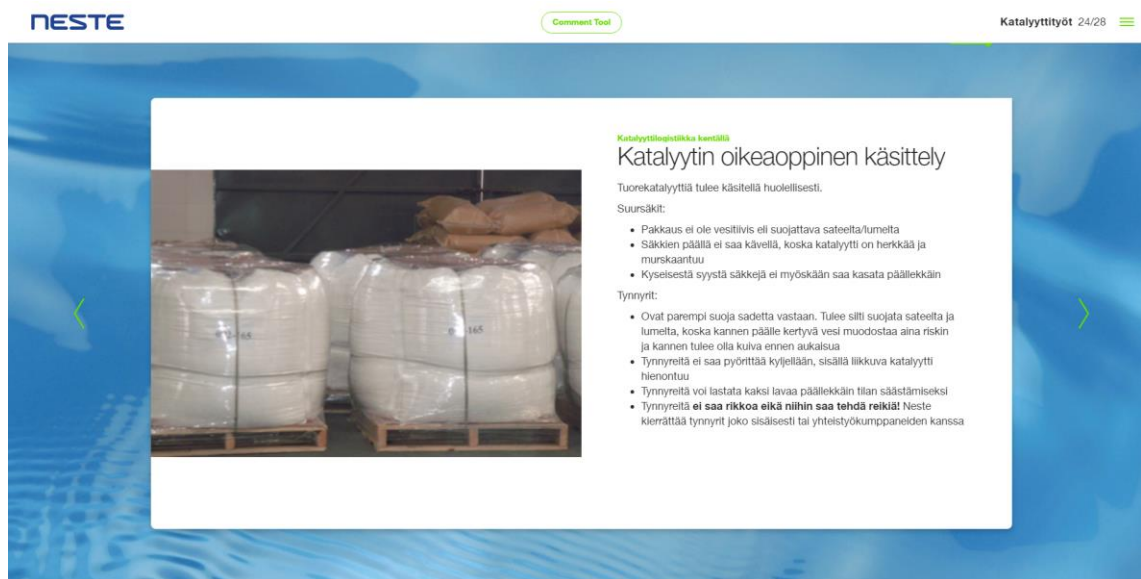 NESTE
Comment Tool
Katalyyttityöt 24/28
Katalyyttilogistiikka kentällä
Katalyytin oikeaoppinen käsittely
Tuorekatalyyttiä tulee käsitellä huolellisesti.
Suursäkit:
• Pakkaus ei ole vesitiivis eli suojattava sateelta/lumelta
• Säkkien päällä ei saa kävellä, koska katalyytti on herkkää ja
murskaantuu
• Kyseisestä syystä säkkejä ei myöskään saa kasata päällekkäin
Tynnyrit:
• Ovat parempi suoja sadetta vastaan. Tulee silti suojata sateelta ja
lumelta, koska kannen päälle kertyvä vesi muodostaa aina riskin
ja kannen tulee olla kuiva ennen aukaisua
• Tynnyreitä ei saa pyörittää kyljellään, sisällä liikkuva katalyytti
hienontuu
• Tynnyreitä voi lastata kaksi lavaa päällekkäin tilan säästämiseksi
• Tynnyreitä ei saa rikkoa eikä niihin saa tehdä reikiä! Neste
kierrättää tynnyrit joko sisäisesti tai yhteistyökumppaneiden kanssa